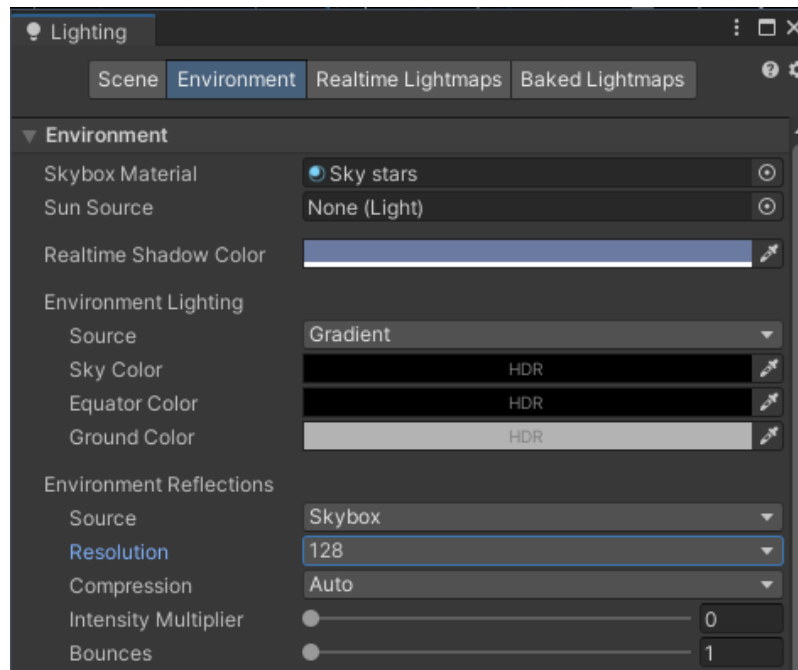 Lighting
Scene Environment Realtime Lightmaps Baked Lightmaps
Environment
Skybox Material Sky stars
Sun Source None (Light)
Realtime Shadow Color
Environment Lighting
Source Gradient
Sky Color HDR
Equator Color HDR
Ground Color HDR
Environment Reflections
Source Skybox
Resolution 128
Compression Auto
Intensity Multiplier 0
Bounces 1